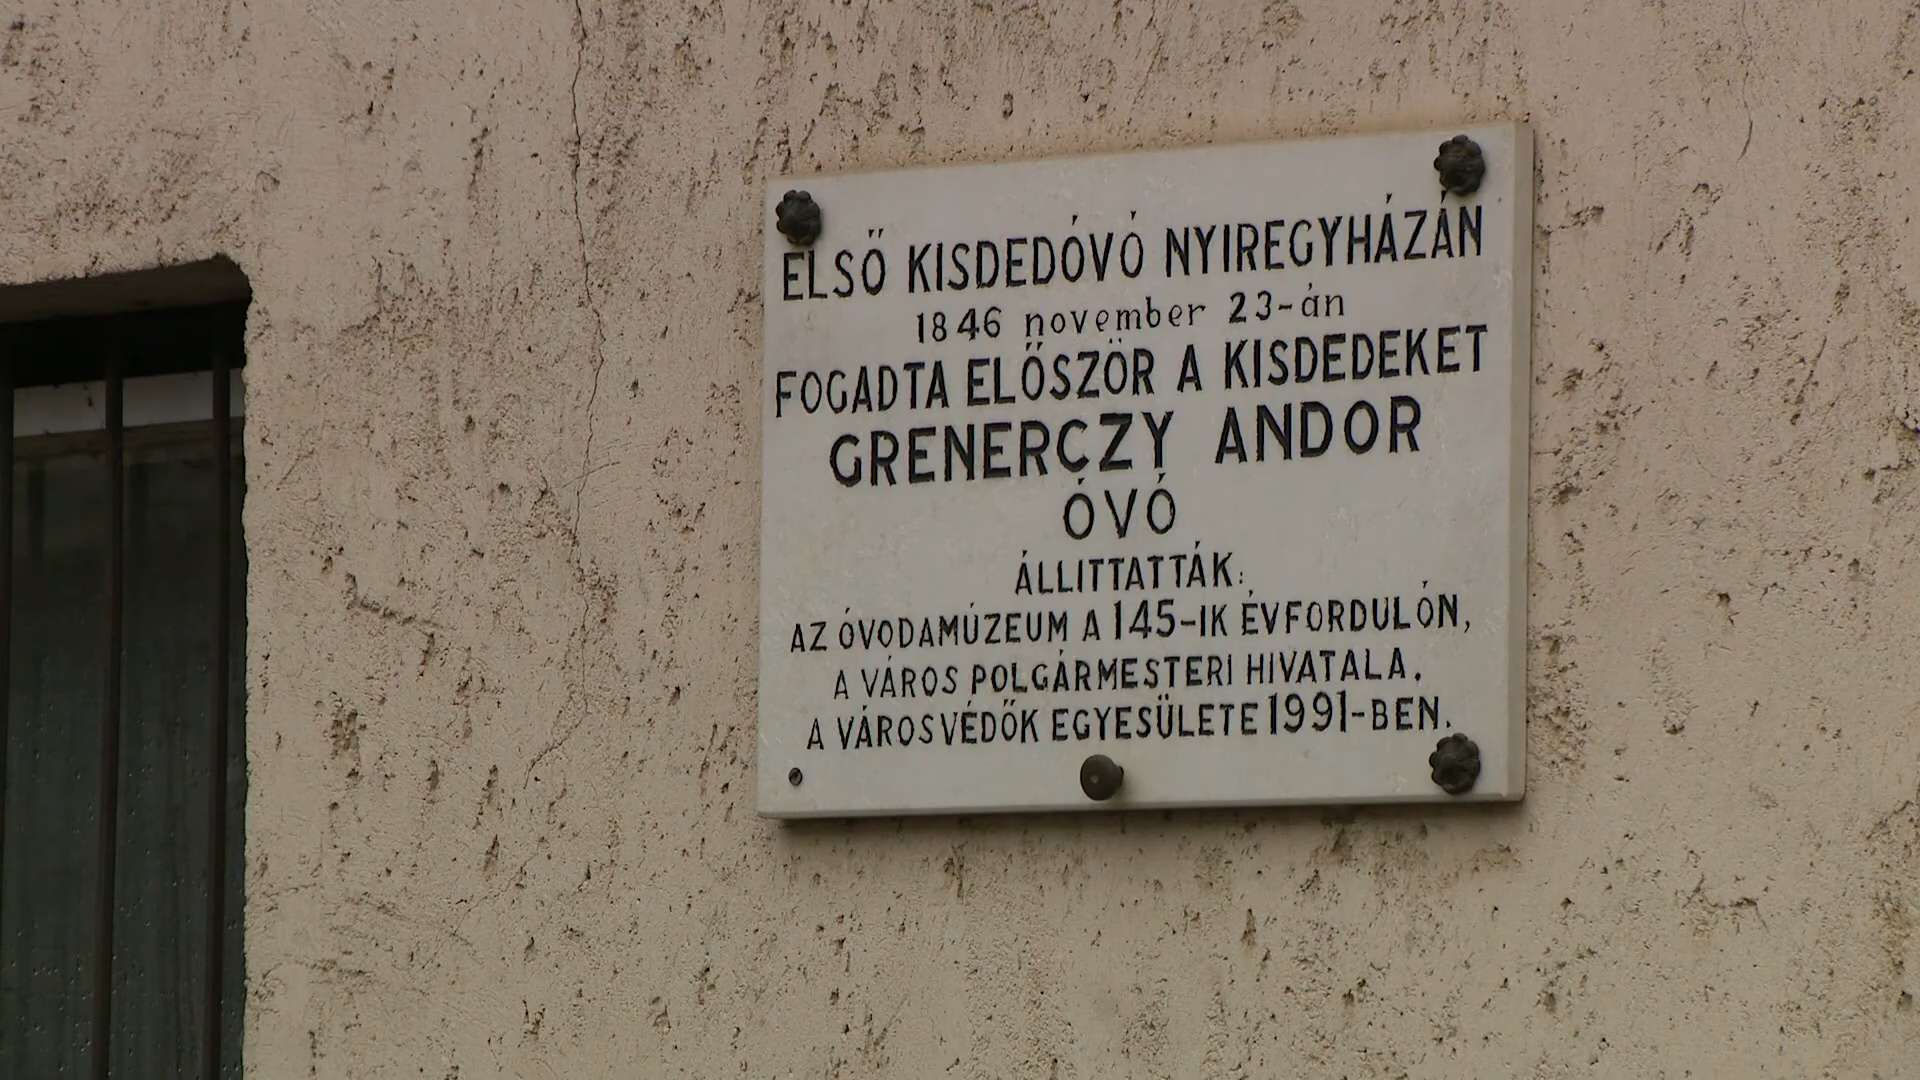 ELSŐ KISDEDÓVÓ NYIREGYHÁZÁN
1846 november 23-án
FOGADTA ELŐSZÖR A KISDEDEKET
GRENERCZY ANDOR
ÓVÓ
ÁLLITTATTÁK:
AZ ÓVODAMÚZEUM A 145-IK ÉVFORDULÓN,
A VÁROS POLGÁRMESTERI HIVATALA.
A VÁROSVÉDŐK EGYESÜLETE 1991-BEN.